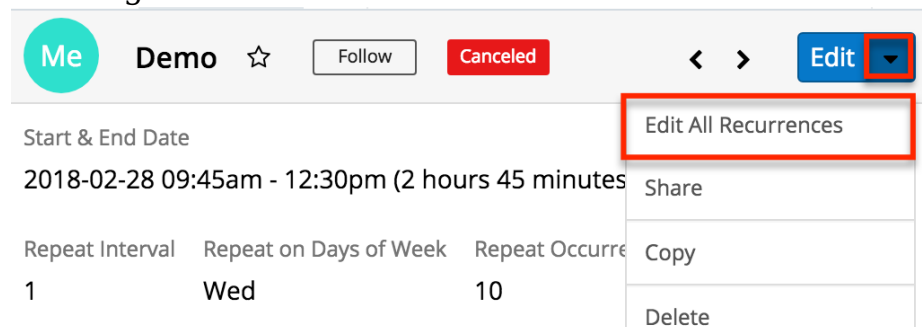 Me Demo Follow Canceled Edit
Edit All Recurrences
Start & End Date
2018-02-28 09:45am - 12:30pm (2 hours 45 minutes
Share
Repeat Interval Repeat on Days of Week Repeat Occurre
Copy
1 Wed 10
Delete